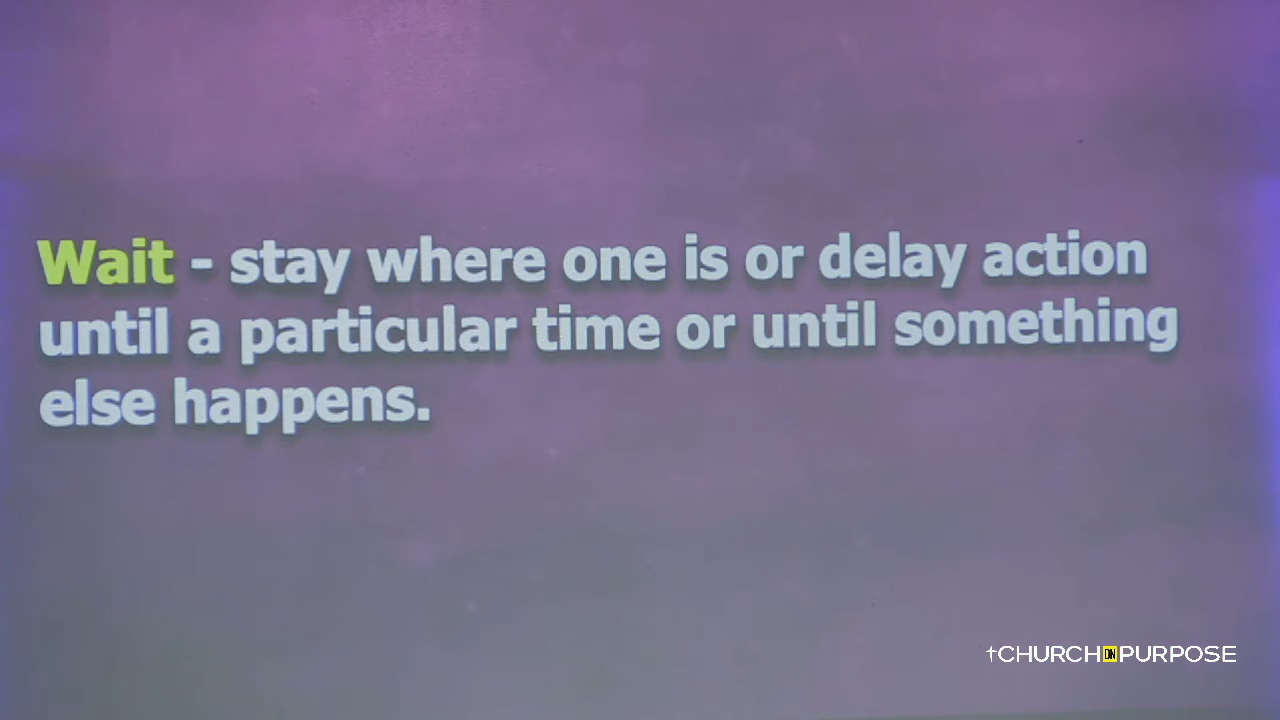 Wait - stay where one is or delay action
until a particular time or until something
else happens.
†CHURCH ON PURPOSE